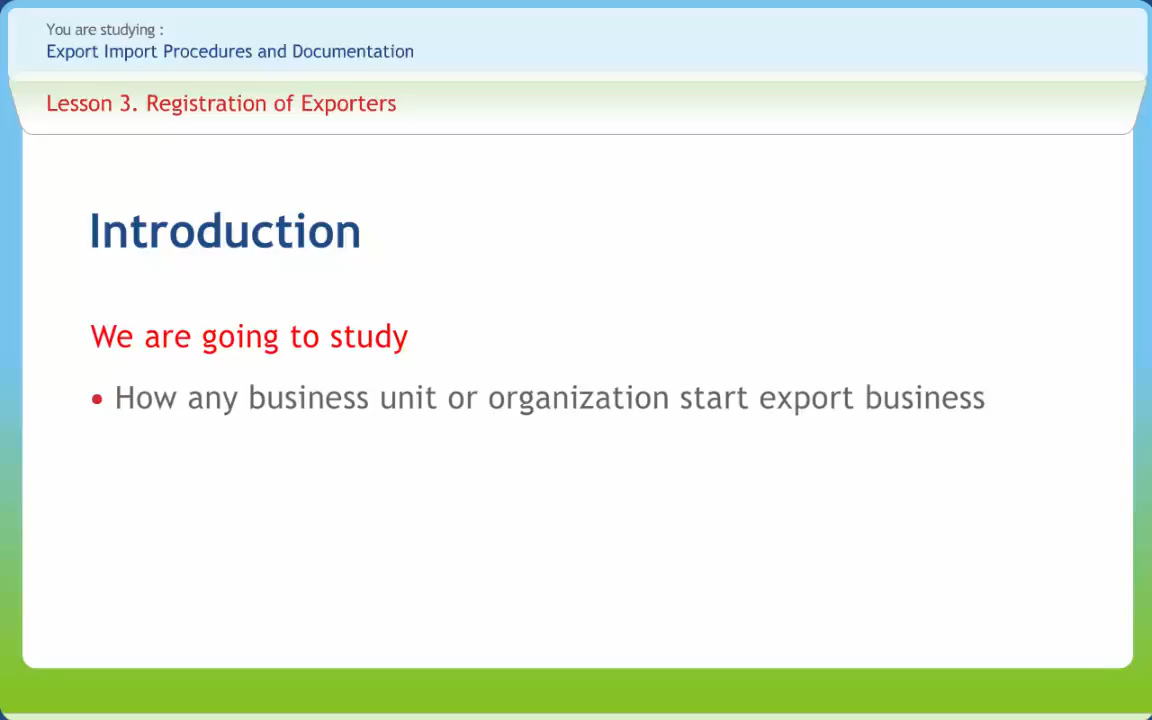 You are studying :
Export Import Procedures and Documentation
Lesson 3. Registration of Exporters
Introduction
We are going to study
• How any business unit or organization start export business